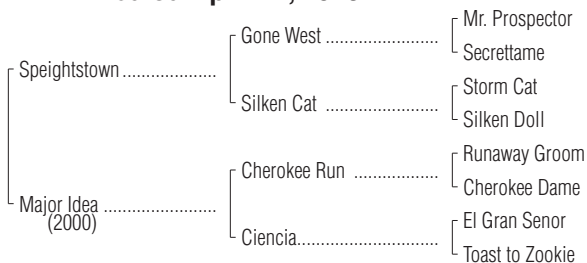 Mr. Prospector
Gone West
Secrettame
Speightstown
Storm Cat
Silken Cat
Silken Doll
Runaway Groom
Cherokee Run
Cherokee Dame
Major Idea
(2000)
El Gran Senor
Ciencia
Toast to Zookie